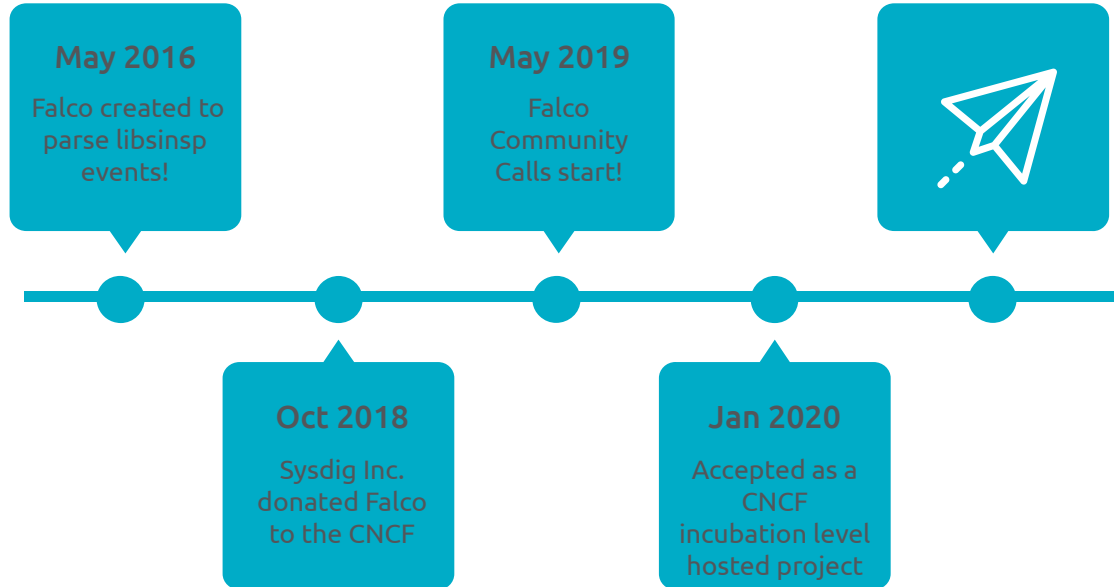 May 2016
Falco created to
parse libsinsp
events!
Oct 2018
Sysdig Inc.
donated Falco
to the CNCF
May 2019
Falco
Community
Calls start!
Jan 2020
Accepted as a
CNCF
incubation level
hosted project